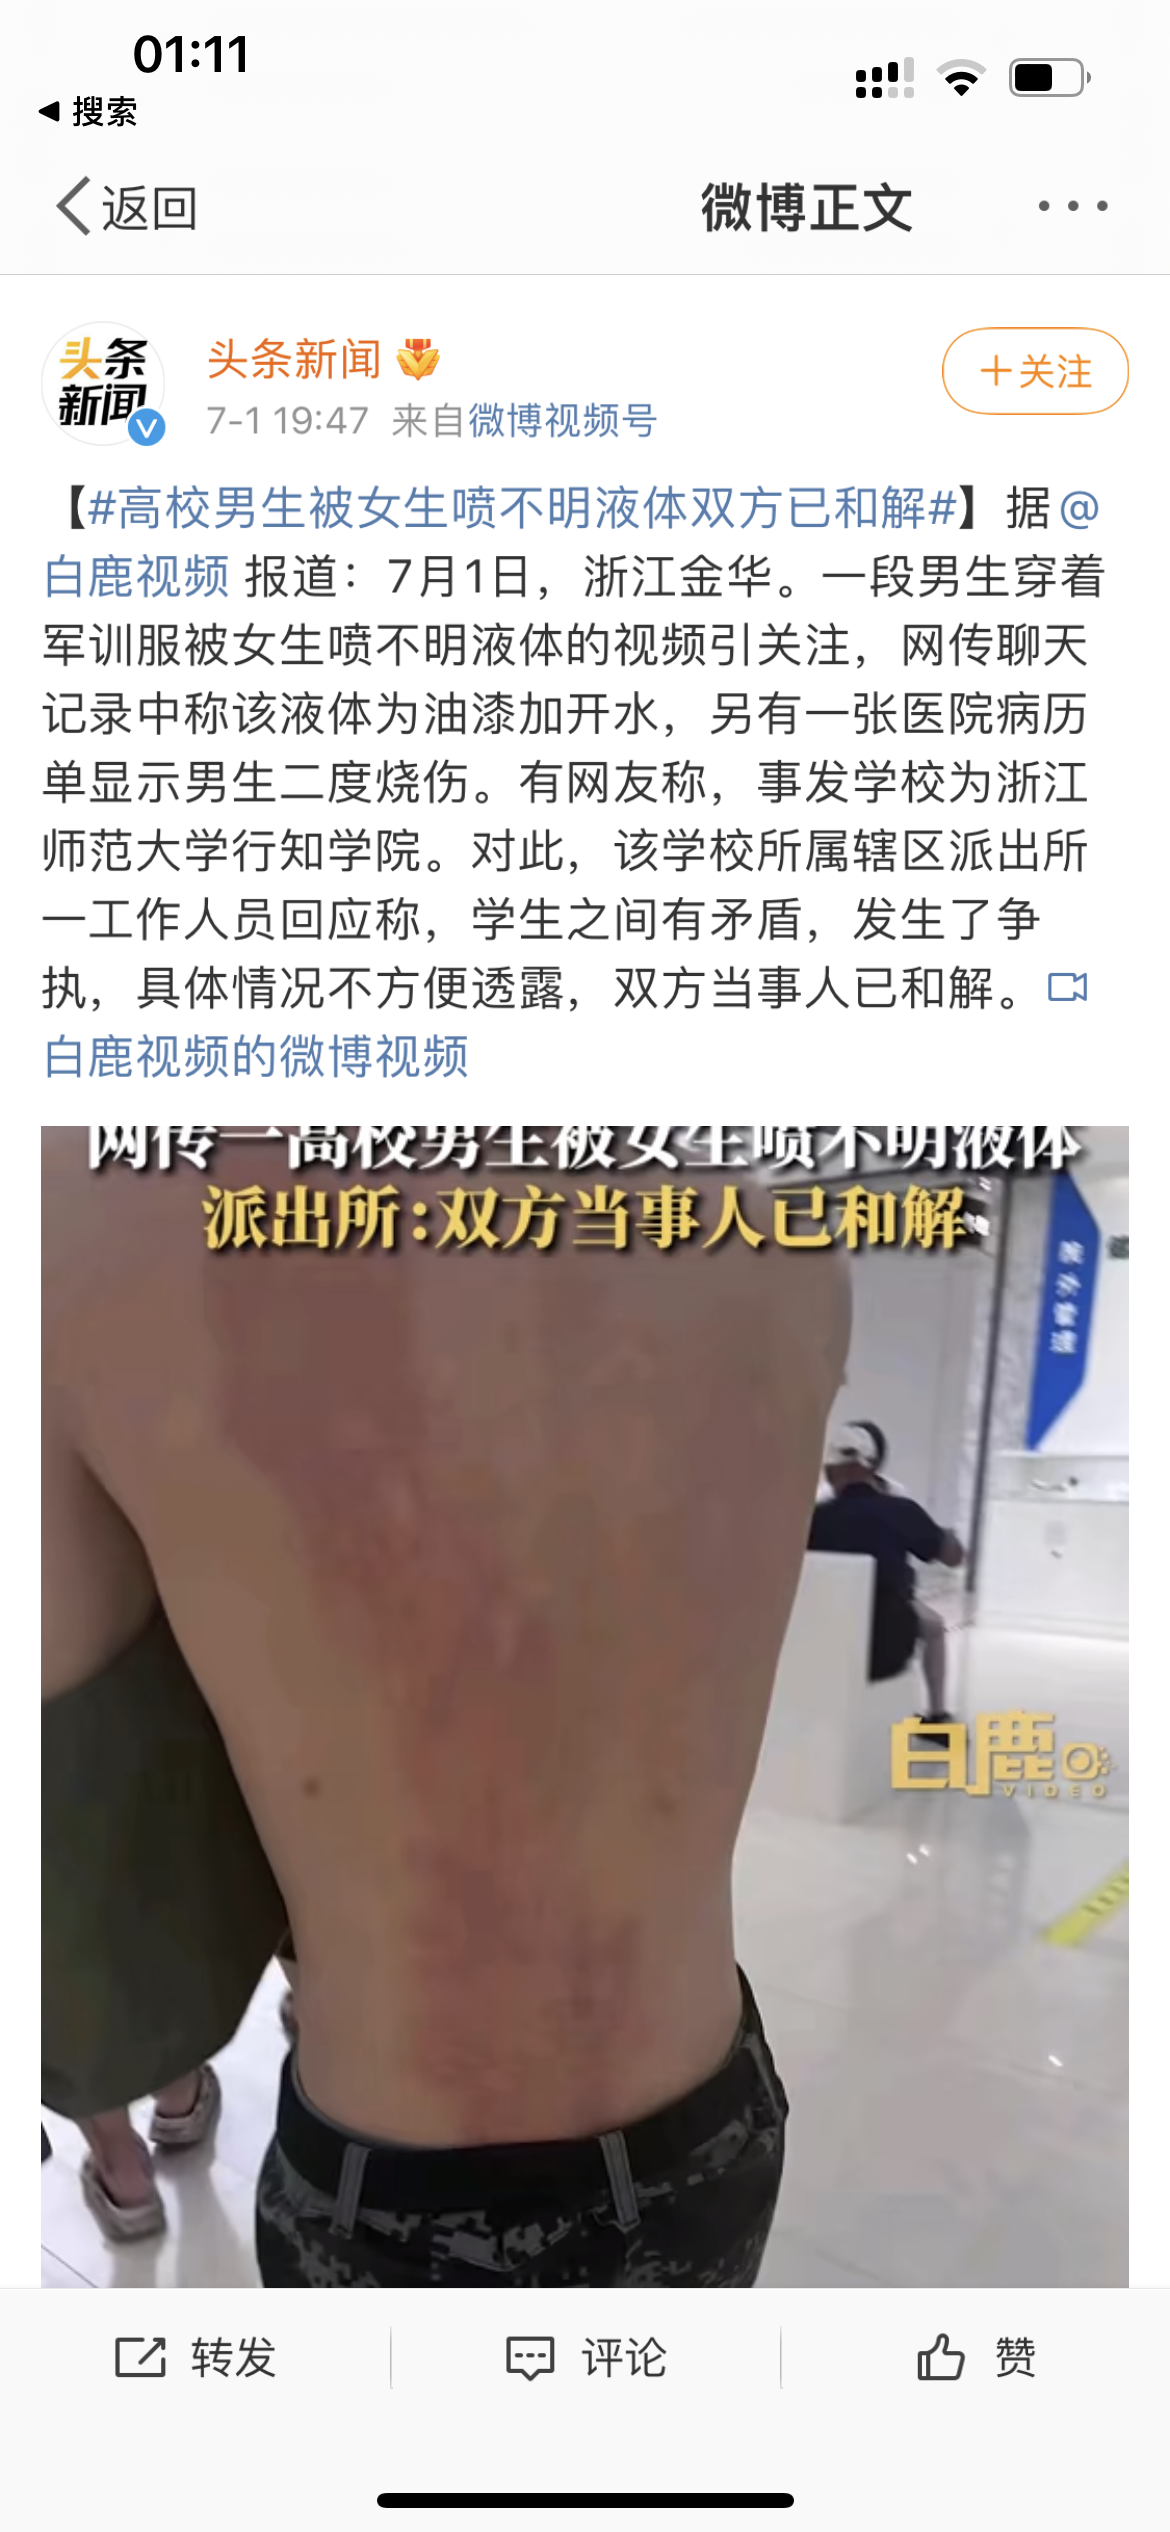 01:11
搜索
返回
微博正文
头条新闻
头条
新闻
+关注
7-1 19:47 来自微博视频号
【#高校男生被女生喷不明液体双方已和解#】据@
白鹿视频 报道：7月1日，浙江金华。一段男生穿着
军训服被女生喷不明液体的视频引关注，网传聊天
记录中称该液体为油漆加开水，另有一张医院病历
单显示男生二度烧伤。有网友称，事发学校为浙江
师范大学行知学院。对此，该学校所属辖区派出所
一工作人员回应称，学生之间有矛盾，发生了争
执，具体情况不方便透露，双方当事人已和解。
白鹿视频的微博视频
网传一高校男生被女生喷不明液体
派出所:双方当事人已和解
白鹿
VIDEO
转发
评论
赞